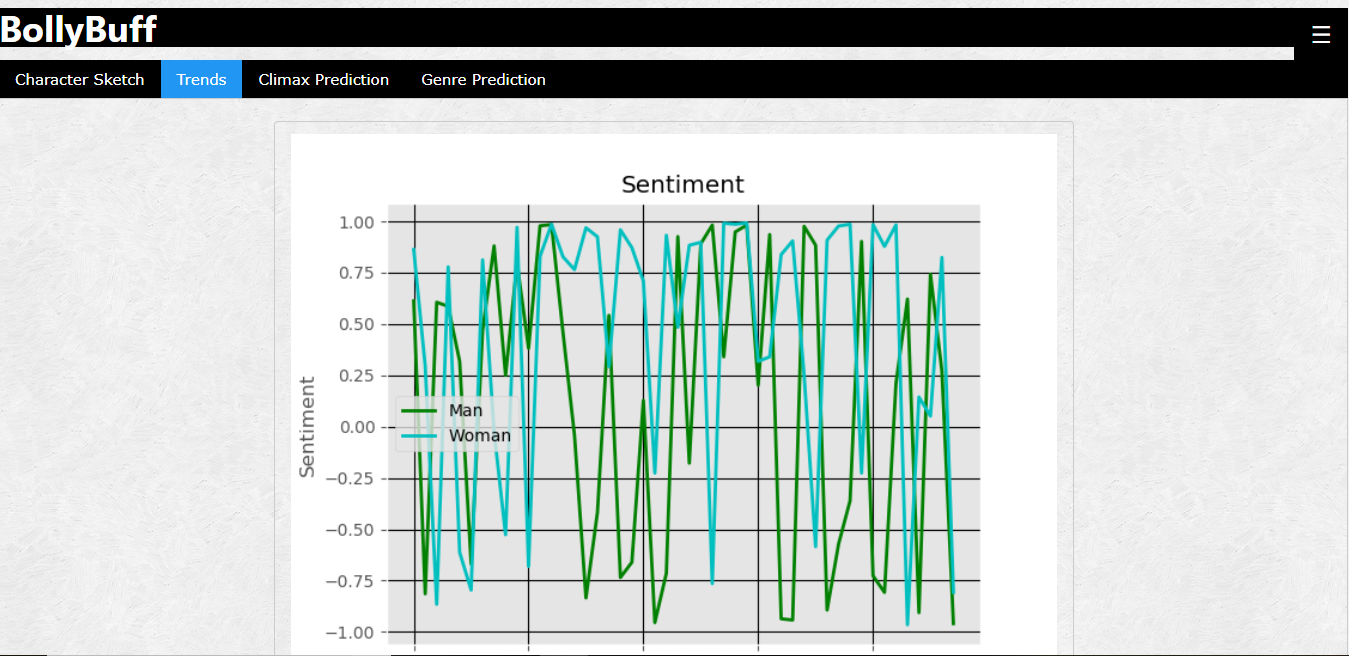 BollyBuff
☰
Character Sketch Trends Climax Prediction Genre Prediction
Sentiment
1.00
0.75
0.50
0.25
0.00
−0.25
−0.50
−0.75
−1.00
Sentiment
Man
Woman